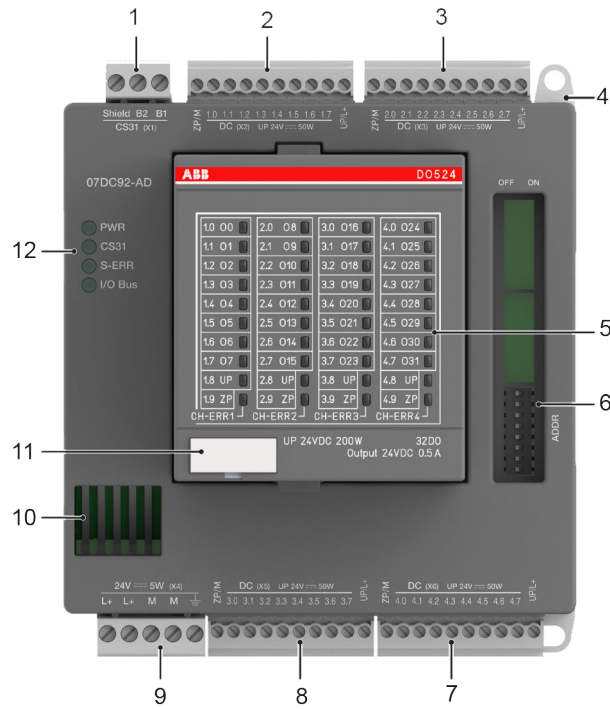 1
2
3
4
Shield B2 B1
CS31 (X1)
ZP/M 1.0 1.1 1.2 1.3 1.4 1.5 1.6 1.7 UP/L+
DC (X2) UP 24V 50W
ZP/M 2.0 2.1 2.2 2.3 2.4 2.5 2.6 2.7 UP/L+
DC (X3) UP 24V 50W
07DC92-AD
ABB DO524
OFF ON
12
PWR
CS31
S-ERR
I/O Bus
1.0 O0 2.0 O8 3.0 O16 4.0 O24
1.1 O1 2.1 O9 3.1 O17 4.1 O25
1.2 O2 2.2 O10 3.2 O18 4.2 O26
1.3 O3 2.3 O11 3.3 O19 4.3 O27
1.4 O4 2.4 O12 3.4 O20 4.4 O28
1.5 O5 2.5 O13 3.5 O21 4.5 O29
1.6 O6 2.6 O14 3.6 O22 4.6 O30
1.7 O7 2.7 O15 3.7 O23 4.7 O31
1.8 UP 2.8 UP 3.8 UP 4.8 UP
1.9 ZP 2.9 ZP 3.9 ZP 4.9 ZP
CH-ERR1 CH-ERR2 CH-ERR3 CH-ERR4
5
6
ADDR
11
UP 24VDC 200W 32DO
Output 24VDC 0.5 A
10
24V 5W (X4)
L+ L+ M M
DC (X5) UP 24V 50W
ZP/M 3.0 3.1 3.2 3.3 3.4 3.5 3.6 3.7 UP/L+
DC (X6) UP 24V 50W
ZP/M 4.0 4.1 4.2 4.3 4.4 4.5 4.6 4.7 UP/L+
9
8
7